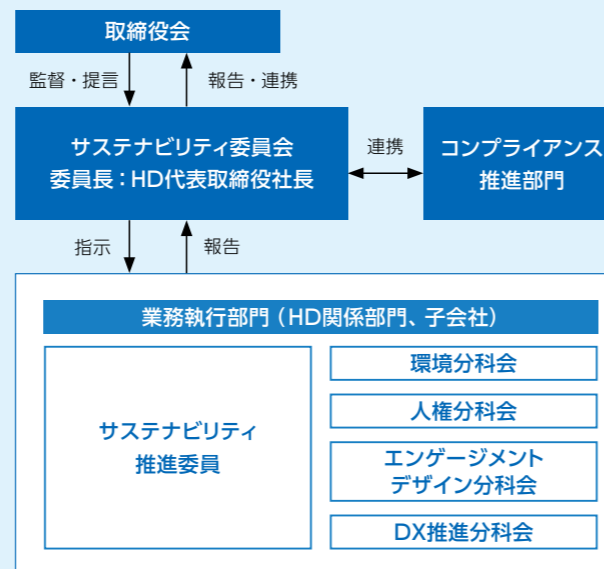 取締役会
監督・提言
報告・連携
サステナビリティ委員会
委員長：HD代表取締役社長
連携
コンプライアンス
推進部門
指示
報告
業務執行部門（HD関係部門、子会社）
サステナビリティ
推進委員
環境分科会
人権分科会
エンゲージメント
デザイン分科会
DX推進分科会